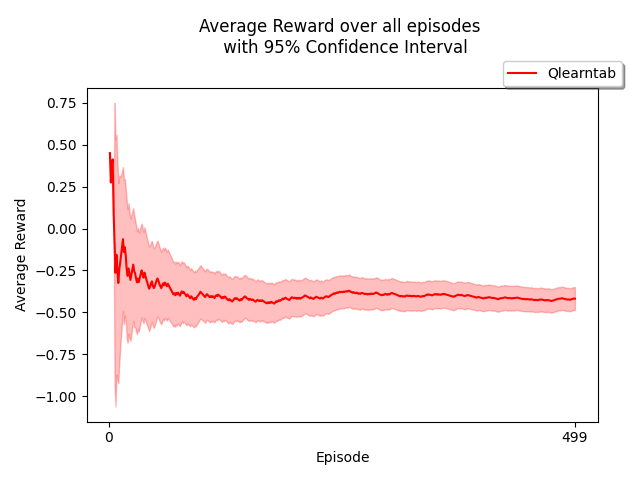 Average Reward over all episodes
with 95% Confidence Interval
Qlearntab
0.75
0.50
0.25
0.00
−0.25
−0.50
−0.75
−1.00
Average Reward
0
499
Episode